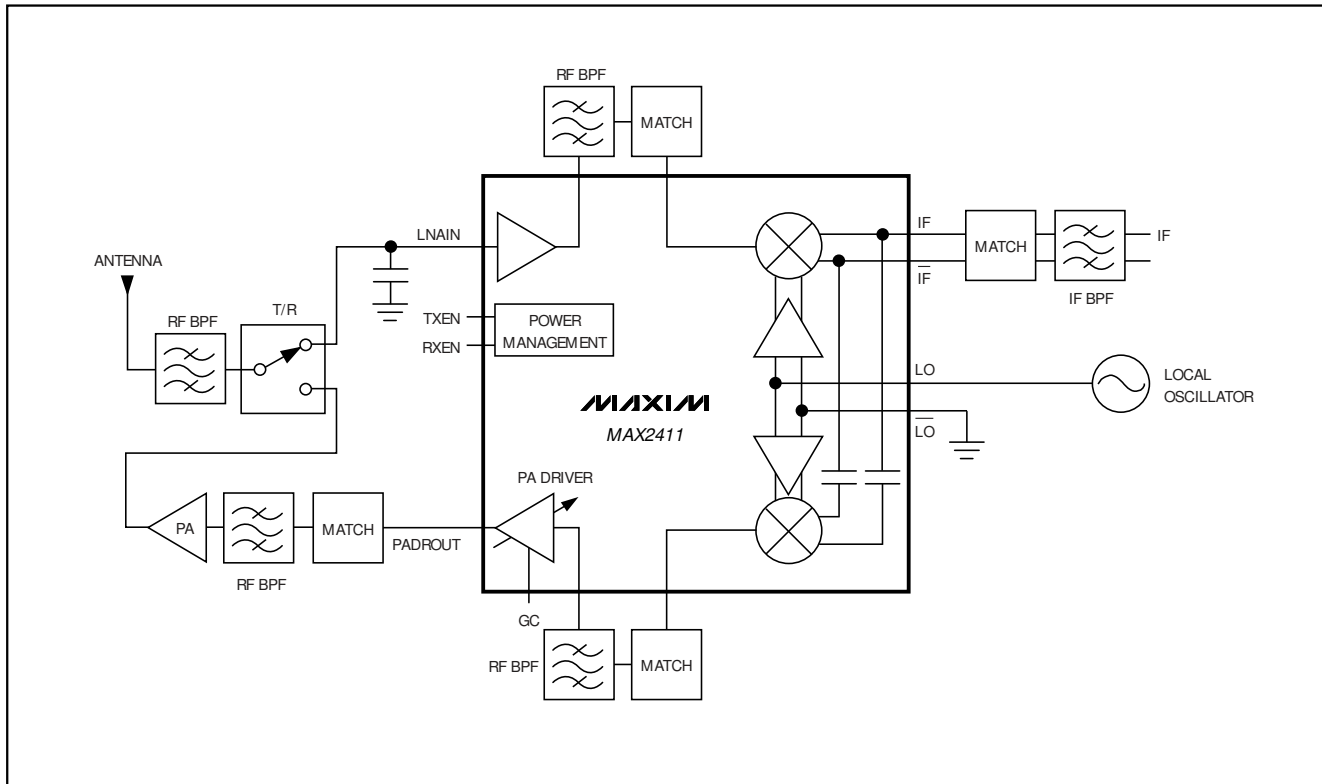 RF BPF
MATCH
LNAIN
ANTENNA
RF BPF
T/R
TXEN
RXEN
POWER
MANAGEMENT
IF
IF
MATCH
IF
IF BPF
LO
LO
LOCAL
OSCILLATOR
MAXIM
MAX2411
PA DRIVER
PA
RF BPF
MATCH
PADROUT
GC
RF BPF
MATCH